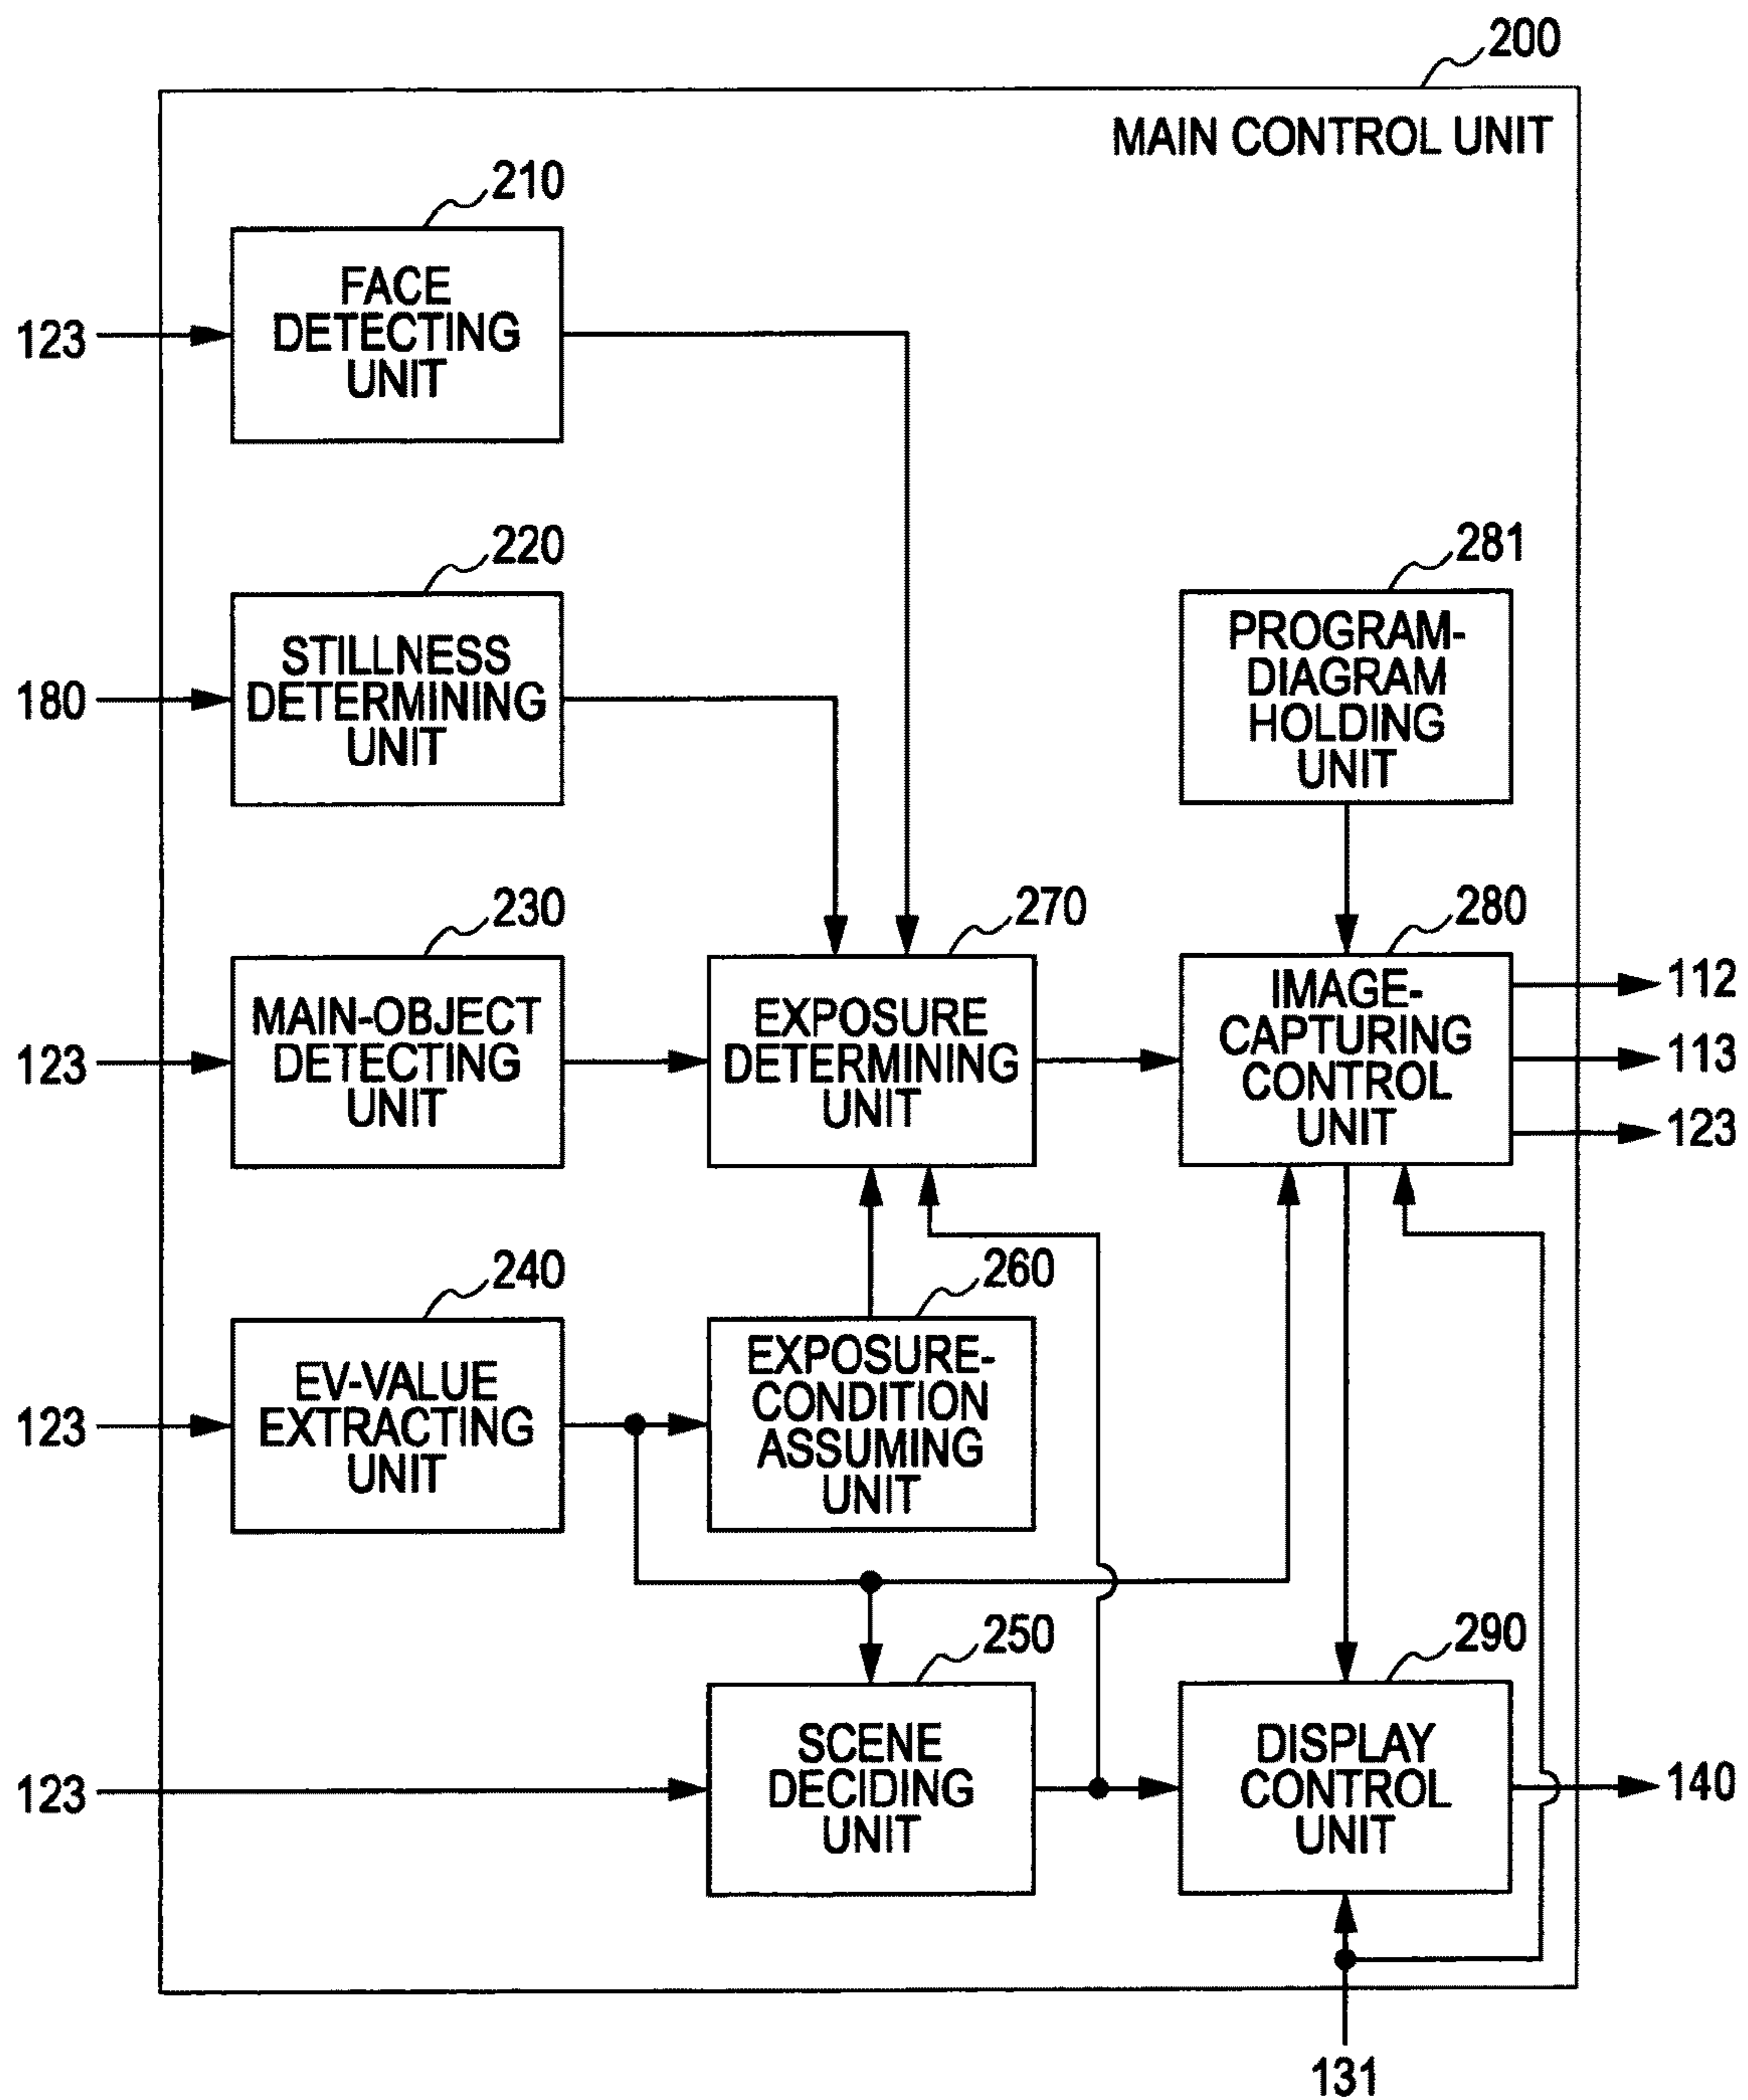 200
MAIN CONTROL UNIT
210
FACE
DETECTING
UNIT
123
220
STILLNESS
DETERMINING
UNIT
180
281
PROGRAM-
DIAGRAM
HOLDING
UNIT
230
MAIN-OBJECT
DETECTING
UNIT
123
270
EXPOSURE
DETERMINING
UNIT
280
IMAGE-
CAPTURING
CONTROL
UNIT
112
113
123
240
EV-VALUE
EXTRACTING
UNIT
123
260
EXPOSURE-
CONDITION
ASSUMING
UNIT
250
SCENE
DECIDING
UNIT
123
290
DISPLAY
CONTROL
UNIT
140
131